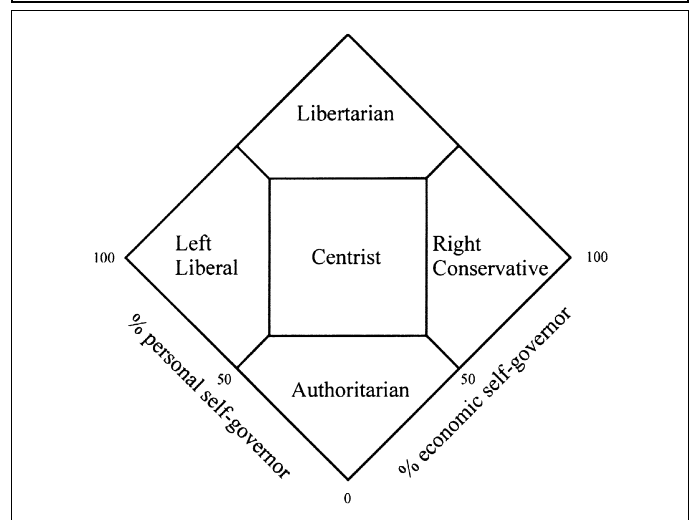 Libertarian
Left
Liberal
Centrist
Right
Conservative
100
100
% personal self-governor
50
50
% economic self-governor
Authoritarian
0